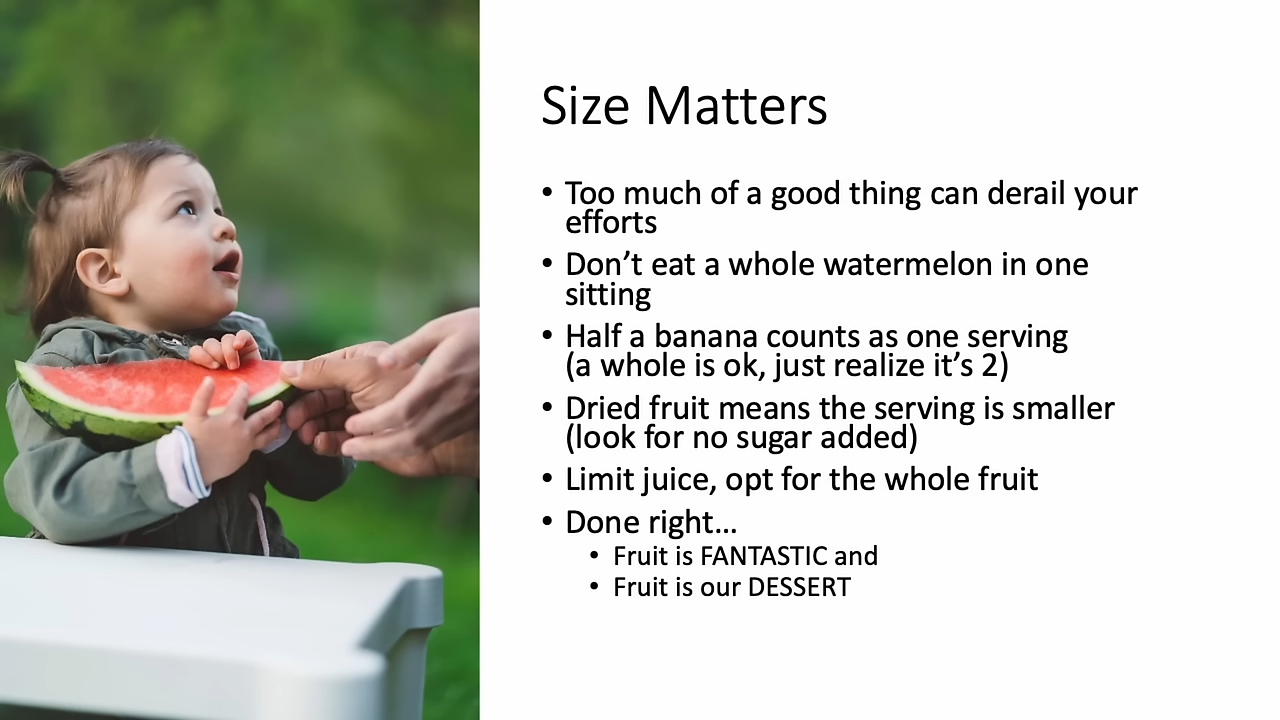 Size Matters
• Too much of a good thing can derail your
efforts
• Don’t eat a whole watermelon in one
sitting
• Half a banana counts as one serving
(a whole is ok, just realize it’s 2)
• Dried fruit means the serving is smaller
(look for no sugar added)
• Limit juice, opt for the whole fruit
• Done right…
• Fruit is FANTASTIC and
• Fruit is our DESSERT